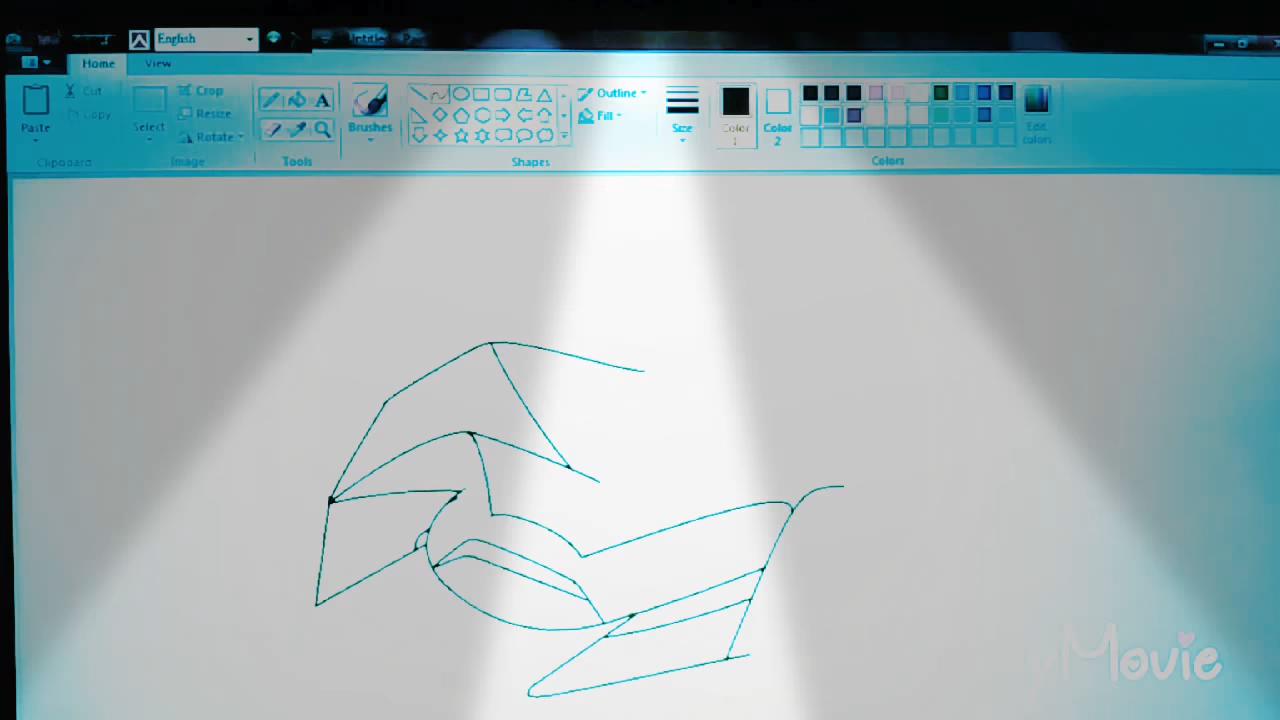 English
Home View
Cut
Copy
Paste
Clipboard
Select
Crop
Resize
Rotate
Image
A
Tools
Brushes
Shapes
Outline
Fill
Size
Color
1
Color
2
Edit
colors
Colors
Movie